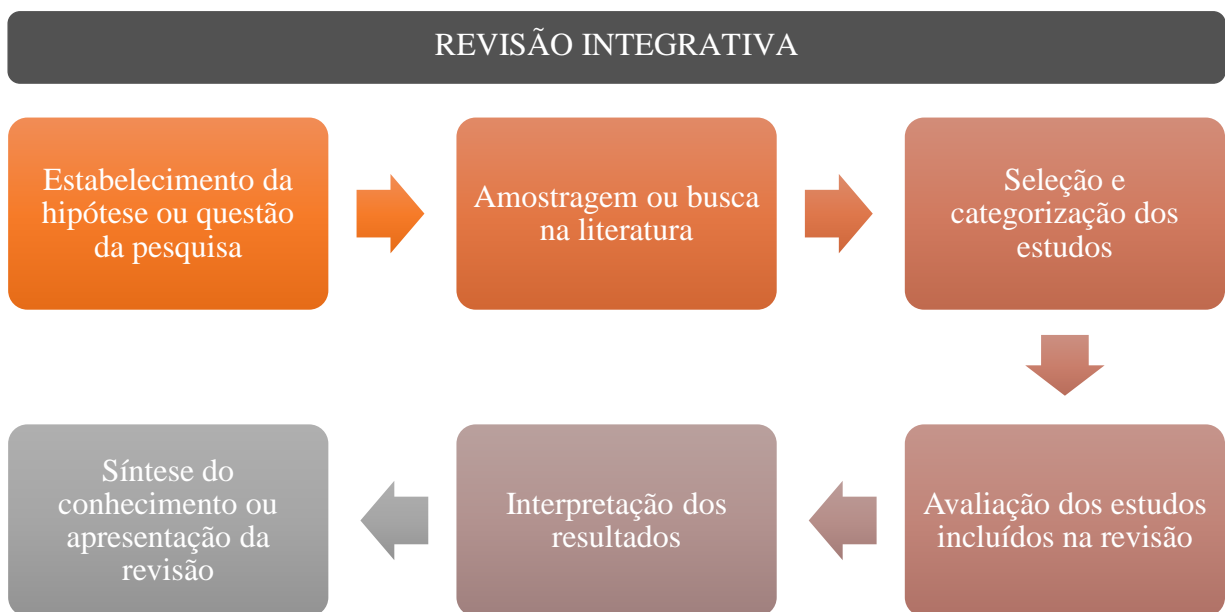 REVISÃO INTEGRATIVA
Estabelecimento da
hipótese ou questão
da pesquisa
Amostragem ou busca
na literatura
Seleção e
categorização dos
estudos
Avaliação dos estudos
incluídos na revisão
Interpretação dos
resultados
Síntese do
conhecimento ou
apresentação da
revisão